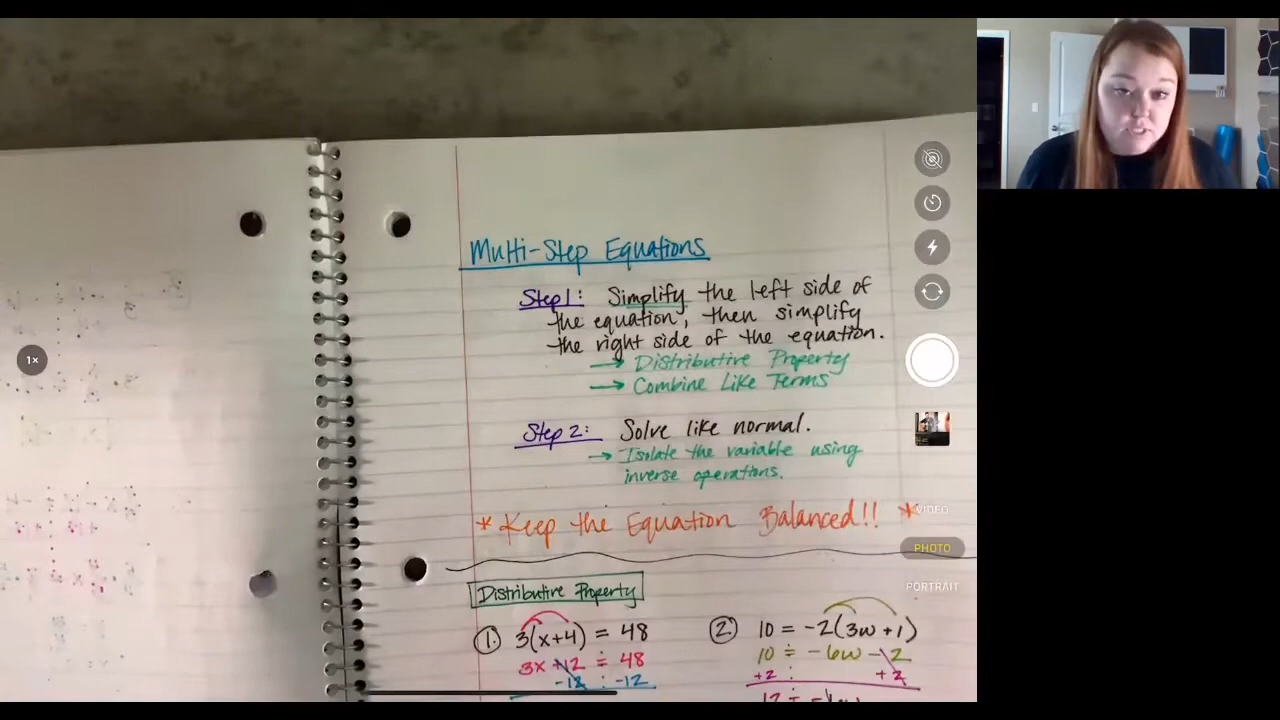 Multi-Step Equations
Step 1: Simplify the left side of
the equation, then simplify
the right side of the equation.
→ Distributive Property
→ Combine Like Terms
Step 2: Solve like normal.
→ Isolate the variable using
inverse operations.
* Keep the Equation Balanced!! *
Distributive Property
1. 3(x+4) = 48
3x +12 = 48
-12 -12
2. 10 = -2(3w+1)
10 = -6w -2
+2 +2
1×
VIDEO
PHOTO
PORTRAIT